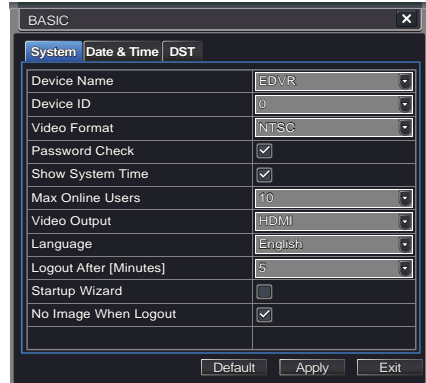 BASIC
System Date & Time DST
Device Name EDVR
Device ID 0
Video Format NTSC
Password Check
Show System Time
Max Online Users 10
Video Output HDMI
Language English
Logout After [Minutes] 5
Startup Wizard
No Image When Logout
Default Apply Exit